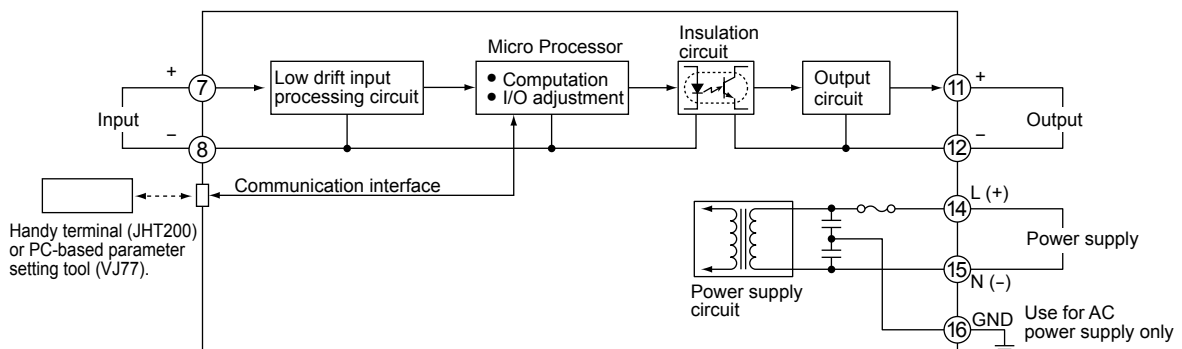 Micro Processor
Insulation
circuit
+
7
Low drift input
processing circuit
● Computation
● I/O adjustment
Output
circuit
11
+
Input
Output
−
8
12
−
Communication interface
Handy terminal (JHT200)
or PC-based parameter
setting tool (VJ77).
L (+)
14
Power supply
15
N (−)
Power supply
circuit
16
GND
Use for AC
power supply only